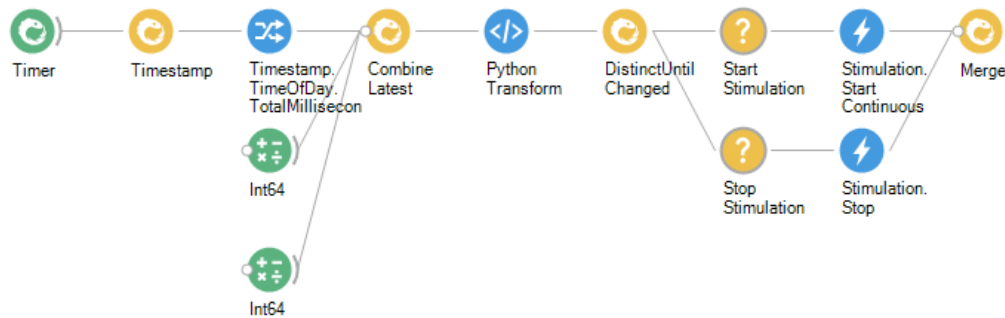 Timer
Timestamp
Timestamp.
TimeOfDay.
TotalMillisecon
Combine
Latest
Python
Transform
DistinctUntil
Changed
Start
Stimulation
Stimulation.
Start
Continuous
Merge
Int64
Stop
Stimulation
Stimulation.
Stop
Int64